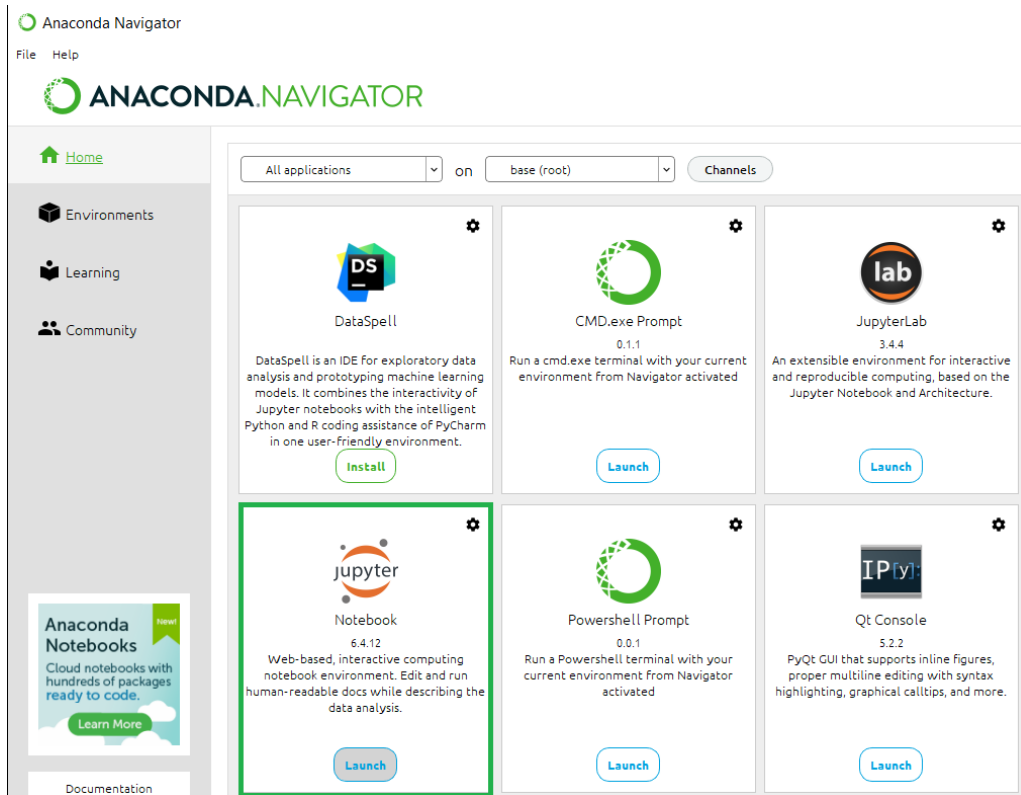 Anaconda Navigator
File Help
ANACONDA.NAVIGATOR
Home
Environments
Learning
Community
All applications on base (root) Channels
DS
DataSpell
DataSpell is an IDE for exploratory data
analysis and prototyping machine learning
models. It combines the interactivity of
Jupyter notebooks with the intelligent
Python and R coding assistance of PyCharm
in one user-friendly environment.
Install
CMD.exe Prompt
0.1.1
Run a cmd.exe terminal with your current
environment from Navigator activated
Launch
lab
JupyterLab
3.4.4
An extensible environment for interactive
and reproducible computing, based on the
Jupyter Notebook and Architecture.
Launch
jupyter
Notebook
6.4.12
Web-based, interactive computing
notebook environment. Edit and run
human-readable docs while describing the
data analysis.
Launch
Powershell Prompt
0.0.1
Run a Powershell terminal with your
current environment from Navigator
activated
Launch
IP[y]:
Qt Console
5.2.2
PyQt GUI that supports inline figures,
proper multiline editing with syntax
highlighting, graphical calltips, and more.
Launch
Anaconda
Notebooks
New!
Cloud notebooks with
hundreds of packages
ready to code.
Learn More
Documentation